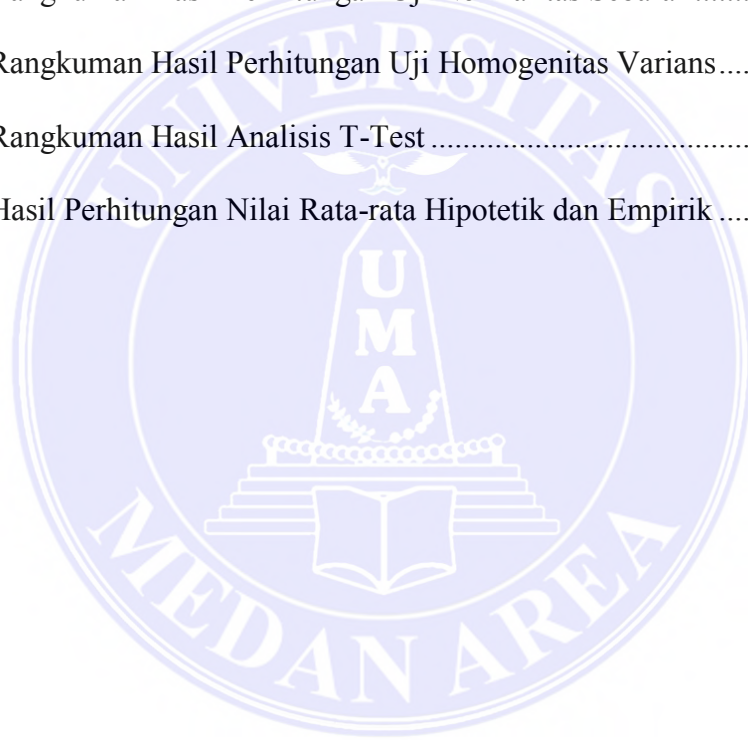 Rangkuman Hasil Perhitungan Uji Homogenitas Varians....
Rangkuman Hasil Analisis T-Test.........................................
Hasil Perhitungan Nilai Rata-rata Hipotetik dan Empirik....
UNIVERSITAS
UMA
MEDAN AREA